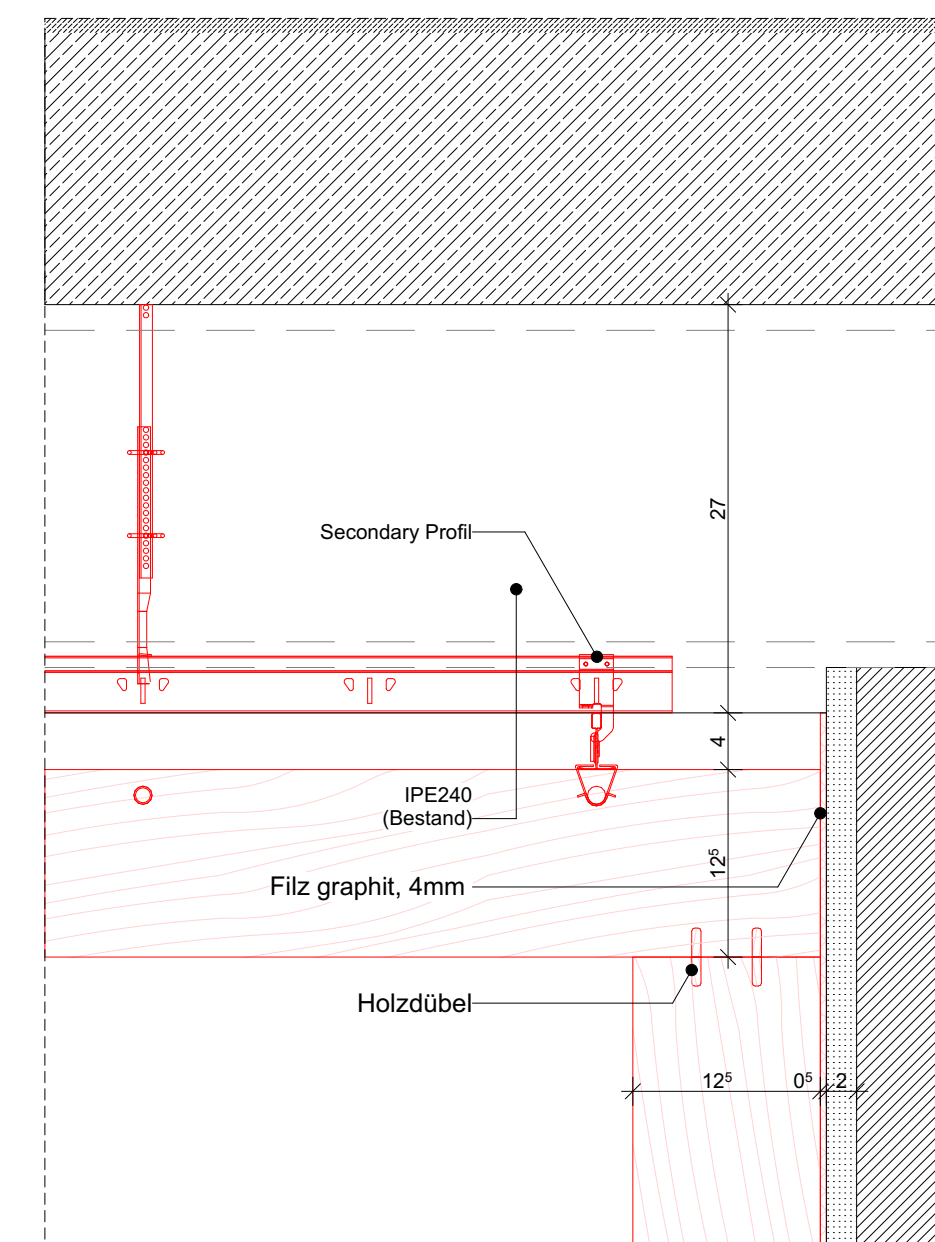 27
Secondary Profil
4
IPE240
(Bestand)
12⁵
Filz graphit, 4mm
Holzdübel
12⁵ 0⁵ 2